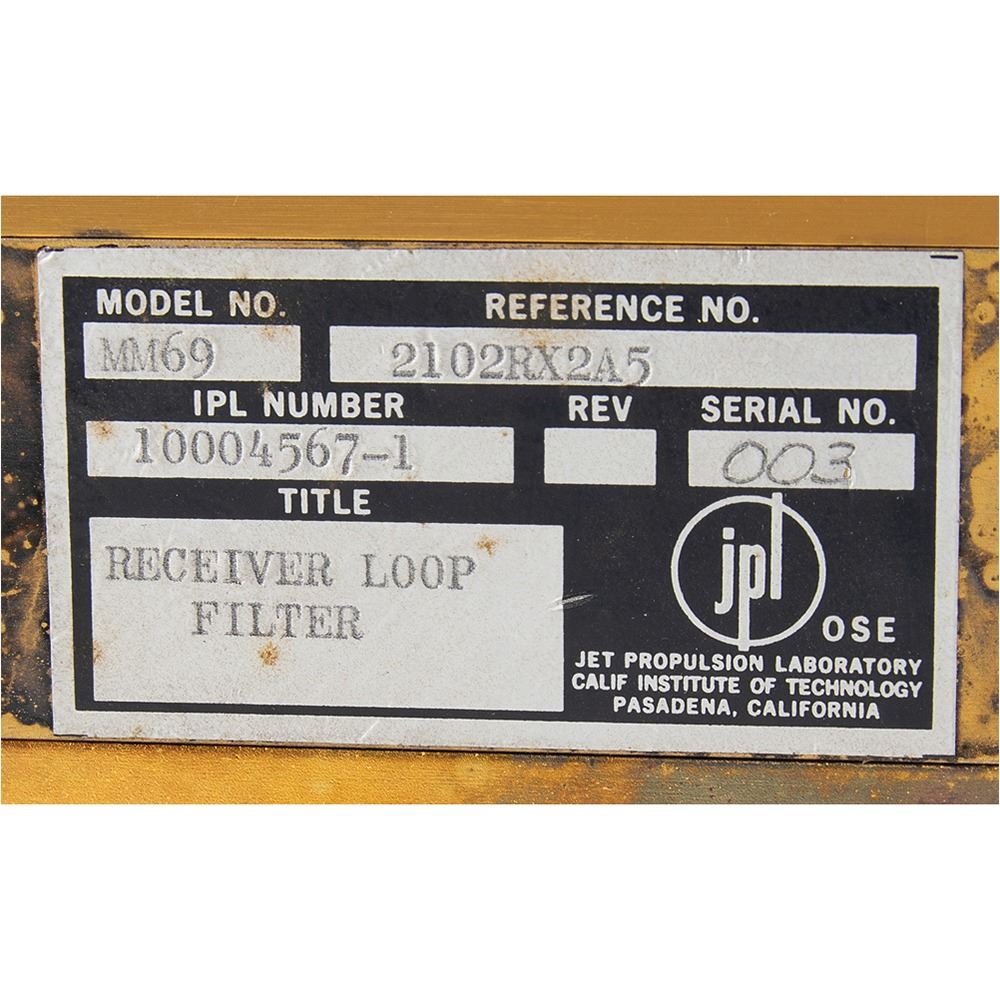 MODEL NO. REFERENCE NO.
MM69 2102RX2A5
IPL NUMBER REV SERIAL NO.
10004567-1 003
TITLE
RECEIVER LOOP
FILTER
jpl
OSE
JET PROPULSION LABORATORY
CALIF INSTITUTE OF TECHNOLOGY
PASADENA, CALIFORNIA